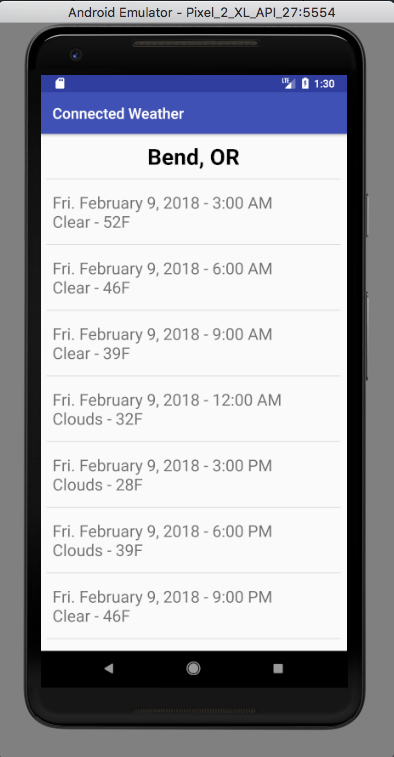 Android Emulator - Pixel_2_XL_API_27:5554
LTE 1:30
Connected Weather
Bend, OR
Fri. February 9, 2018 - 3:00 AM
Clear - 52F
Fri. February 9, 2018 - 6:00 AM
Clear - 46F
Fri. February 9, 2018 - 9:00 AM
Clear - 39F
Fri. February 9, 2018 - 12:00 AM
Clouds - 32F
Fri. February 9, 2018 - 3:00 PM
Clouds - 28F
Fri. February 9, 2018 - 6:00 PM
Clouds - 39F
Fri. February 9, 2018 - 9:00 PM
Clear - 46F